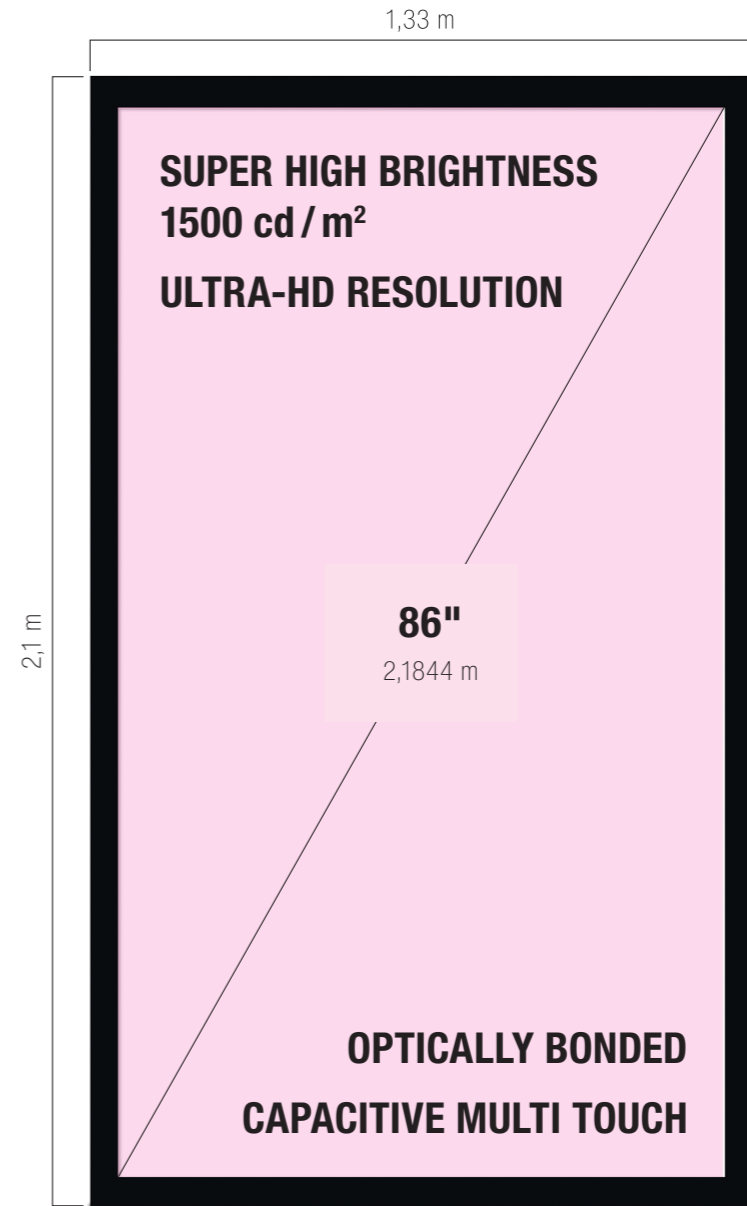 1,33 m
SUPER HIGH BRIGHTNESS
1500 cd / m²
ULTRA-HD RESOLUTION
86"
2,1844 m
2,1 m
OPTICALLY BONDED
CAPACITIVE MULTI TOUCH